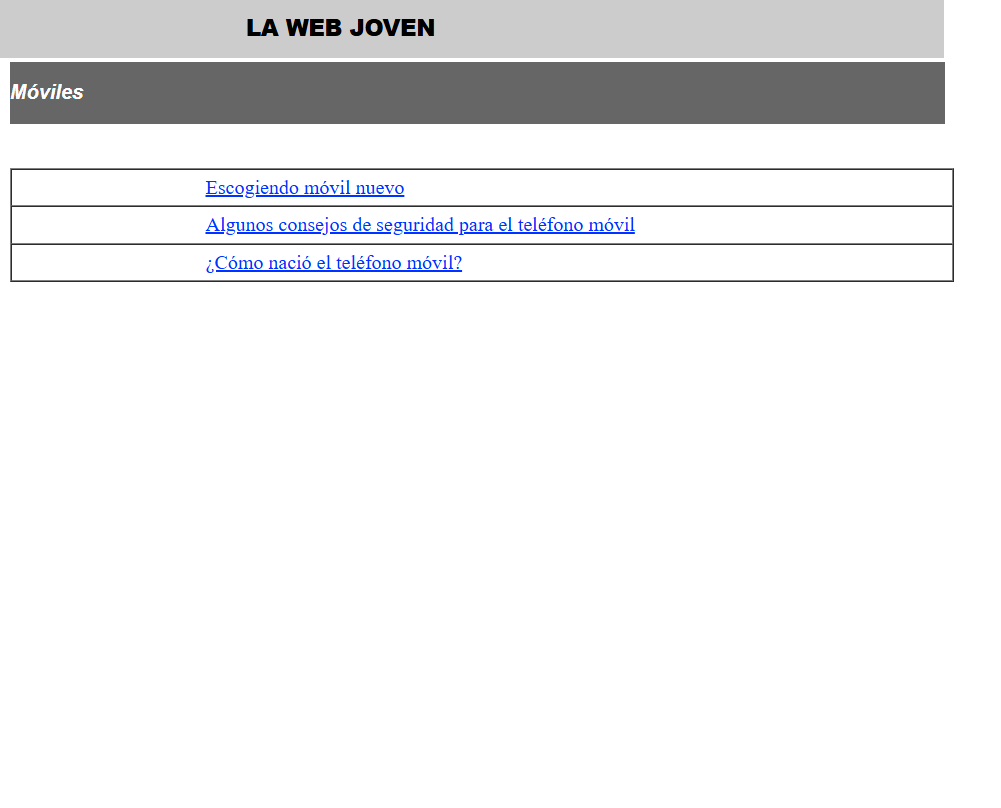 LA WEB JOVEN
Móviles
Escogiendo móvil nuevo
Algunos consejos de seguridad para el teléfono móvil
¿Cómo nació el teléfono móvil?